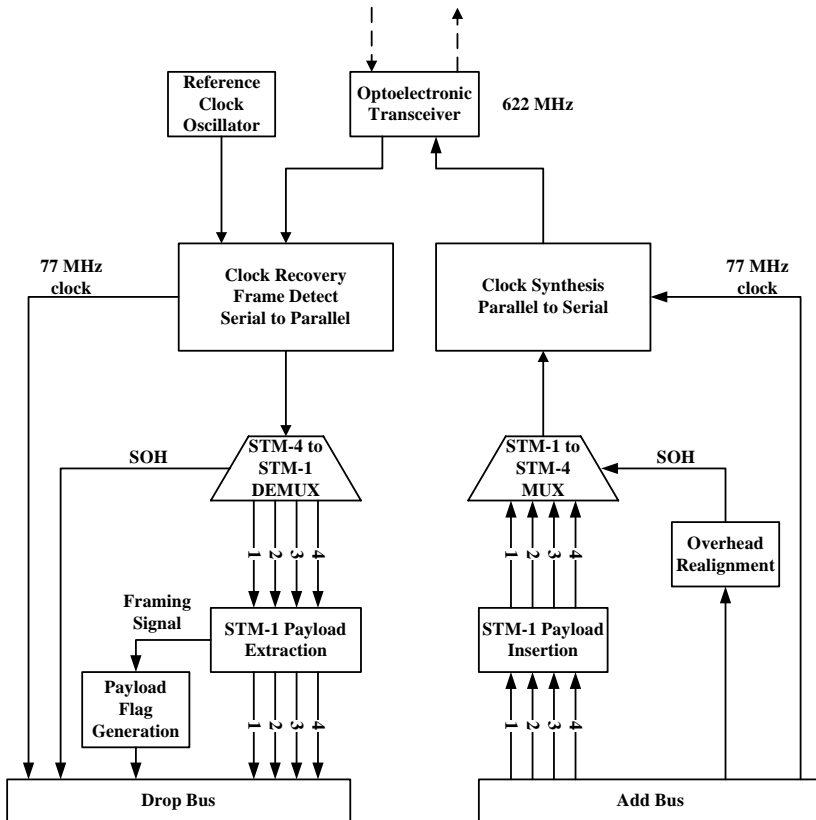 Reference
Clock
Oscillator
Optoelectronic
Transceiver
622 MHz
77 MHz
clock
Clock Recovery
Frame Detect
Serial to Parallel
Clock Synthesis
Parallel to Serial
77 MHz
clock
SOH
STM-4 to
STM-1
DEMUX
STM-1 to
STM-4
MUX
SOH
1
2
3
4
1
2
3
4
Overhead
Realignment
Framing
Signal
STM-1 Payload
Extraction
STM-1 Payload
Insertion
Payload
Flag
Generation
1
2
3
4
1
2
3
4
Drop Bus
Add Bus